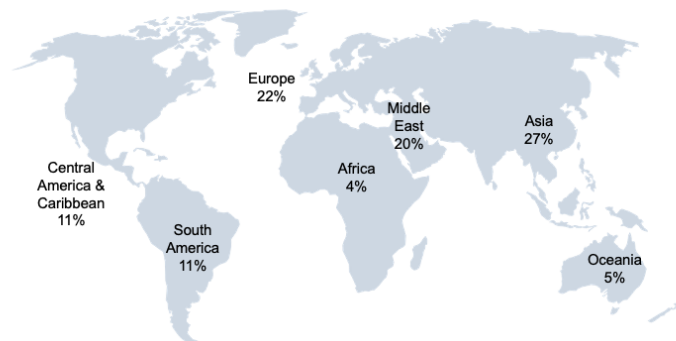 Europe
22%
Middle
East
20%
Asia
27%
Central
America &
Caribbean
11%
Africa
4%
South
America
11%
Oceania
5%